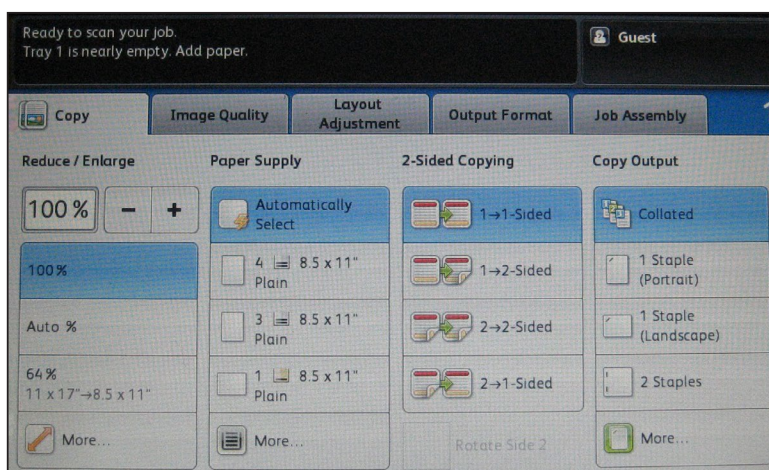 Ready to scan your job.
Tray 1 is nearly empty. Add paper.
Guest
Copy
Image Quality
Layout
Adjustment
Output Format
Job Assembly
Reduce / Enlarge
100 %
−
+
100 %
Auto %
64 %
11 x 17"→8.5 x 11"
More...
Paper Supply
Automatically
Select
4 8.5 x 11"
Plain
3 8.5 x 11"
Plain
1 8.5 x 11"
Plain
More...
2-Sided Copying
1→1-Sided
1→2-Sided
2→2-Sided
2→1-Sided
Rotate Side 2
Copy Output
Collated
1 Staple
(Portrait)
1 Staple
(Landscape)
2 Staples
More...